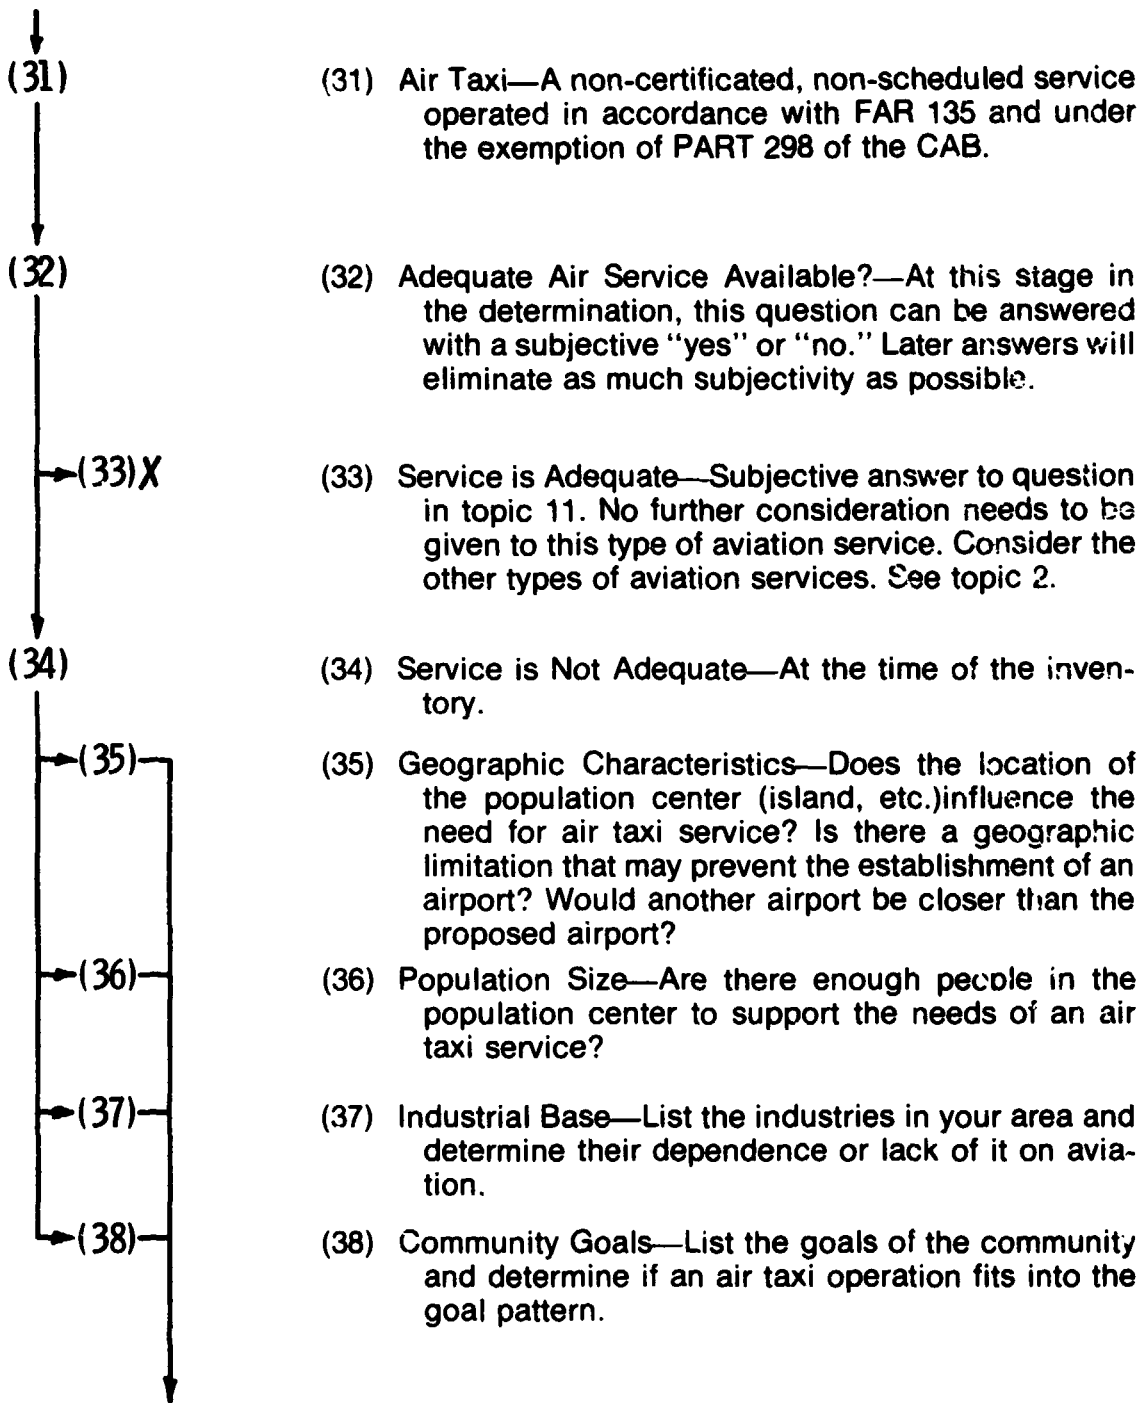 (31)
(31) Air Taxi—A non-certificated, non-scheduled service
operated in accordance with FAR 135 and under
the exemption of PART 298 of the CAB.
(32)
(32) Adequate Air Service Available?—At this stage in
the determination, this question can be answered
with a subjective "yes" or "no." Later answers will
eliminate as much subjectivity as possible.
(33)X
(33) Service is Adequate—Subjective answer to question
in topic 11. No further consideration needs to be
given to this type of aviation service. Consider the
other types of aviation services. See topic 2.
(34)
(34) Service is Not Adequate—At the time of the inven-
tory.
(35)
(35) Geographic Characteristics—Does the location of
the population center (island, etc.)influence the
need for air taxi service? Is there a geographic
limitation that may prevent the establishment of an
airport? Would another airport be closer than the
proposed airport?
(36)
(36) Population Size—Are there enough people in the
population center to support the needs of an air
taxi service?
(37)
(37) Industrial Base—List the industries in your area and
determine their dependence or lack of it on avia-
tion.
(38)
(38) Community Goals—List the goals of the community
and determine if an air taxi operation fits into the
goal pattern.